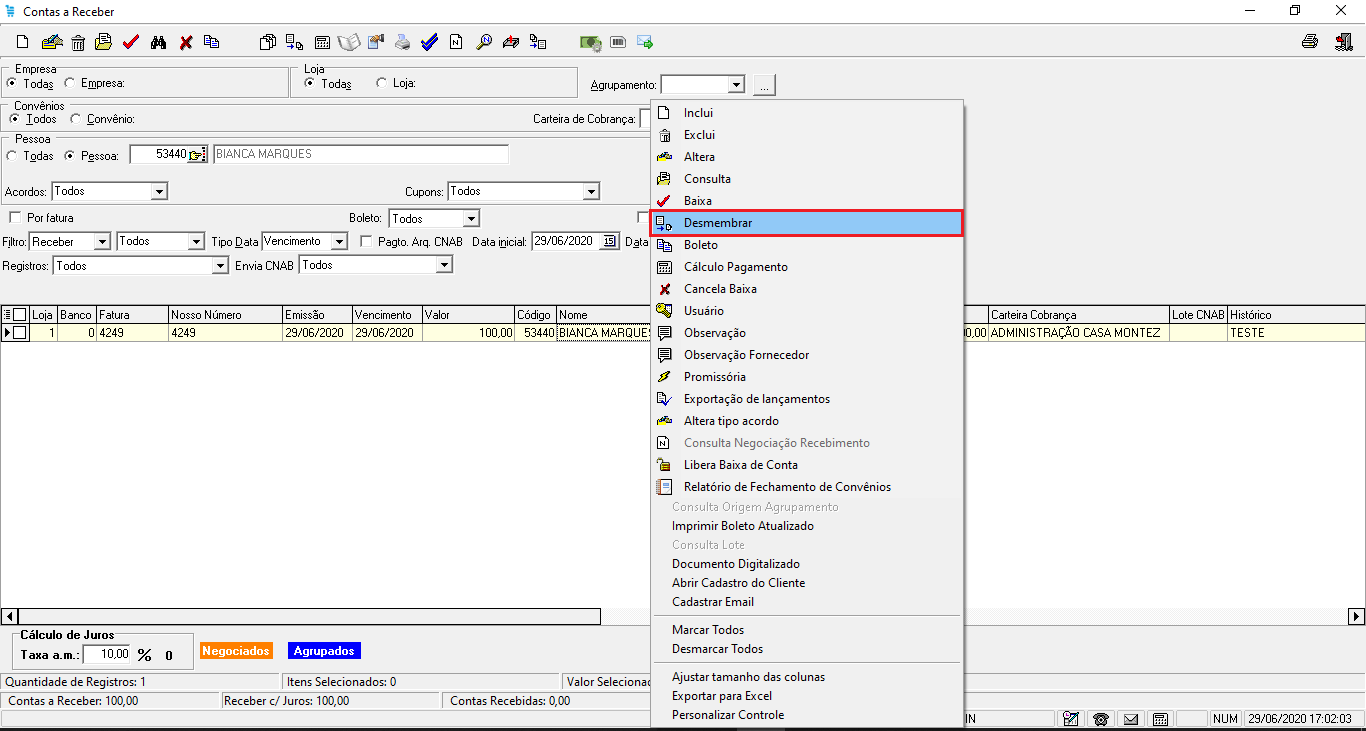 Contas a Receber
Empresa
Todas Empresa:
Loja
Todas Loja:
Agrupamento: ...
Convênios
Todos Convênio:
Carteira de Cobrança:
Pessoa
Todas Pessoa: 53440 BIANCA MARQUES
Acordos: Todos Cupons: Todos
Por fatura Boleto: Todos
Filtro: Receber Todos Tipo Data Vencimento Pagto. Arq. CNAB Data inicial: 29/06/2020 15 Data
Registros: Todos Envia CNAB Todos
Loja Banco Fatura Nosso Número Emissão Vencimento Valor Código Nome Carteira Cobrança Lote CNAB Histórico
1 0 4249 4249 29/06/2020 29/06/2020 100,00 53440 BIANCA MARQUES 00,00 ADMINISTRAÇÃO CASA MONTEZ TESTE
Inclui
Exclui
Altera
Consulta
Baixa
Desmembrar
Boleto
Cálculo Pagamento
Cancela Baixa
Usuário
Observação
Observação Fornecedor
Promissória
Exportação de lançamentos
Altera tipo acordo
Consulta Negociação Recebimento
Libera Baixa de Conta
Relatório de Fechamento de Convênios
Consulta Origem Agrupamento
Imprimir Boleto Atualizado
Consulta Lote
Documento Digitalizado
Abrir Cadastro do Cliente
Cadastrar Email
Marcar Todos
Desmarcar Todos
Ajustar tamanho das colunas
Exportar para Excel
Personalizar Controle
Cálculo de Juros
Taxa a.m.: 10,00 % 0
Negociados Agrupados
Quantidade de Registros: 1 Itens Selecionados: 0 Valor Selecionad
Contas a Receber: 100,00 Receber c/ Juros: 100,00 Contas Recebidas: 0,00
IN NUM 29/06/2020 17:02:03